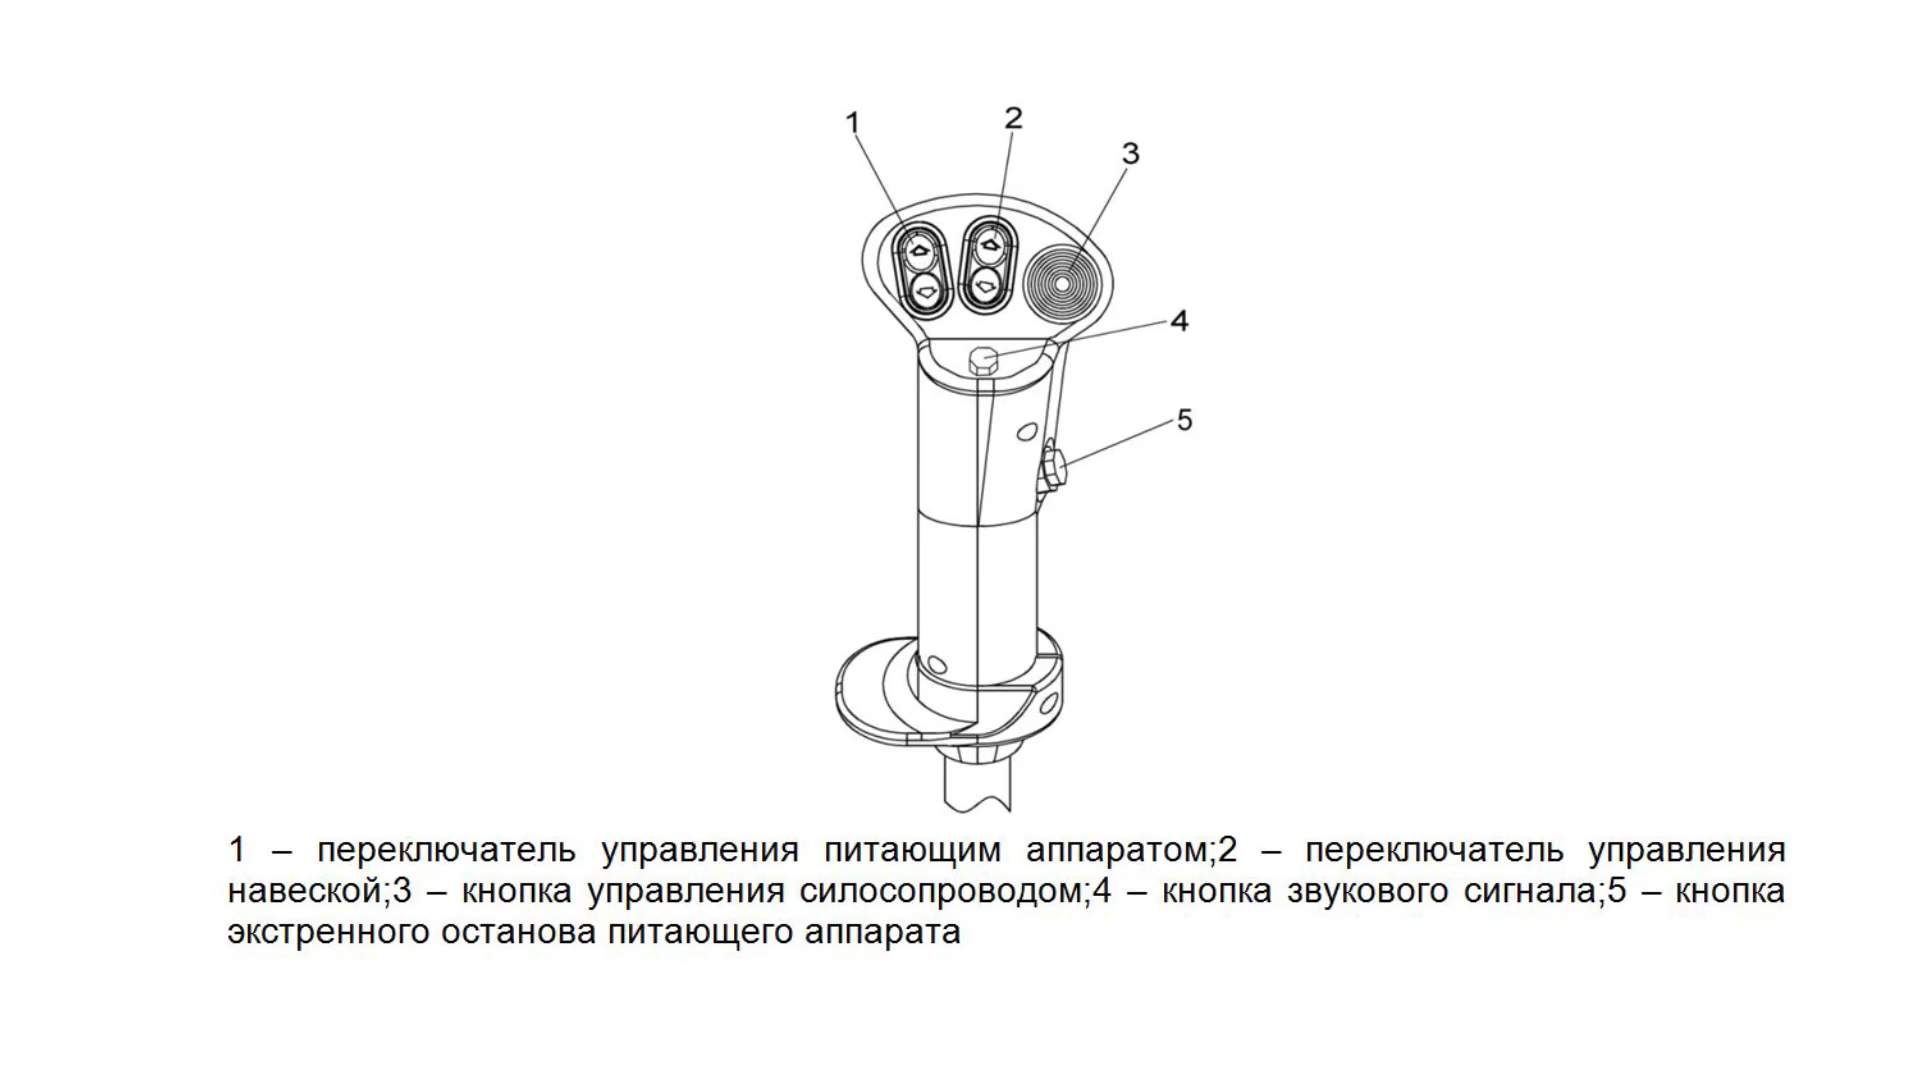 1
2
3
4
5
1 – переключатель управления питающим аппаратом;2 – переключатель управления
навеской;3 – кнопка управления силосопроводом;4 – кнопка звукового сигнала;5 – кнопка
экстренного останова питающего аппарата